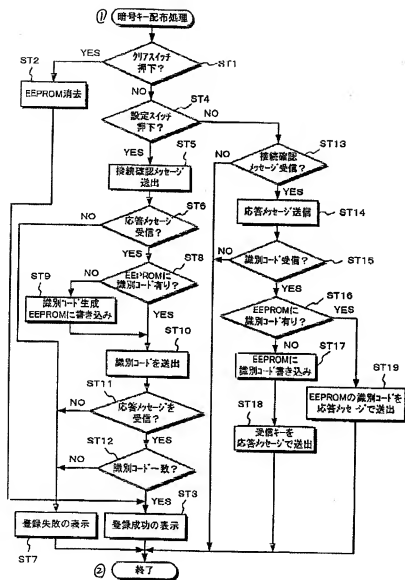 ①
暗号キー配布処理
クリアスイッチ
押下?
ST1
YES
NO
ST2
EEPROM消去
設定スイッチ
押下?
ST4
NO
YES
ST5
接続確認メッセージ
送出
ST13
接続確認
メッセージ受信?
NO
YES
応答メッセージ
受信?
ST6
NO
YES
応答メッセージ送信
ST14
EEPROMに
識別コード有り?
ST8
NO
YES
識別コード受信?
ST15
NO
YES
ST9
識別コード生成
EEPROMに書き込み
EEPROMに
識別コード有り?
ST16
YES
NO
ST10
識別コードを送出
ST17
EEPROMに
識別コード書き込み
ST19
EEPROMの識別コードを
応答メッセージで送出
ST11
応答メッセージを
受信?
NO
YES
ST18
受信キーを
応答メッセージで送出
ST12
識別コード一致?
NO
YES
ST3
登録失敗の表示
登録成功の表示
ST7
②
終了